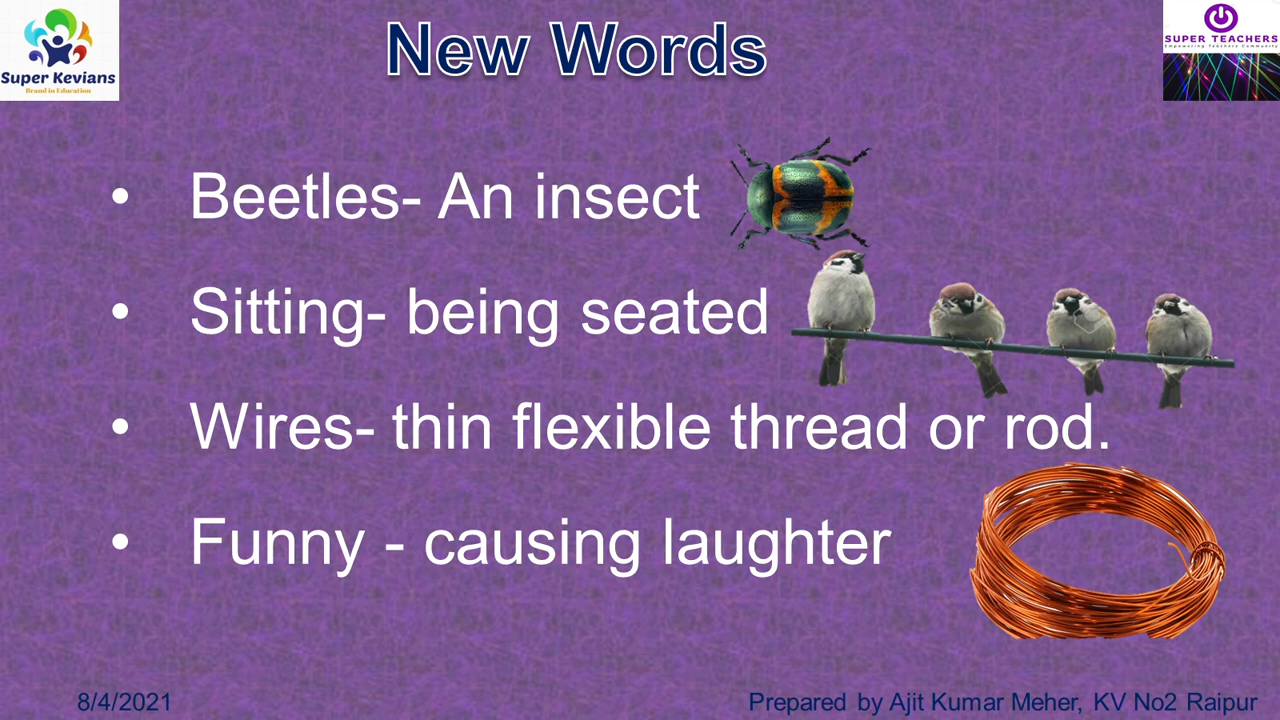 Super Kevians
Brand in Education
New Words
SUPER TEACHERS
Empowering Teachers Community
• Beetles- An insect
• Sitting- being seated
• Wires- thin flexible thread or rod.
• Funny - causing laughter
8/4/2021
Prepared by Ajit Kumar Meher, KV No2 Raipur